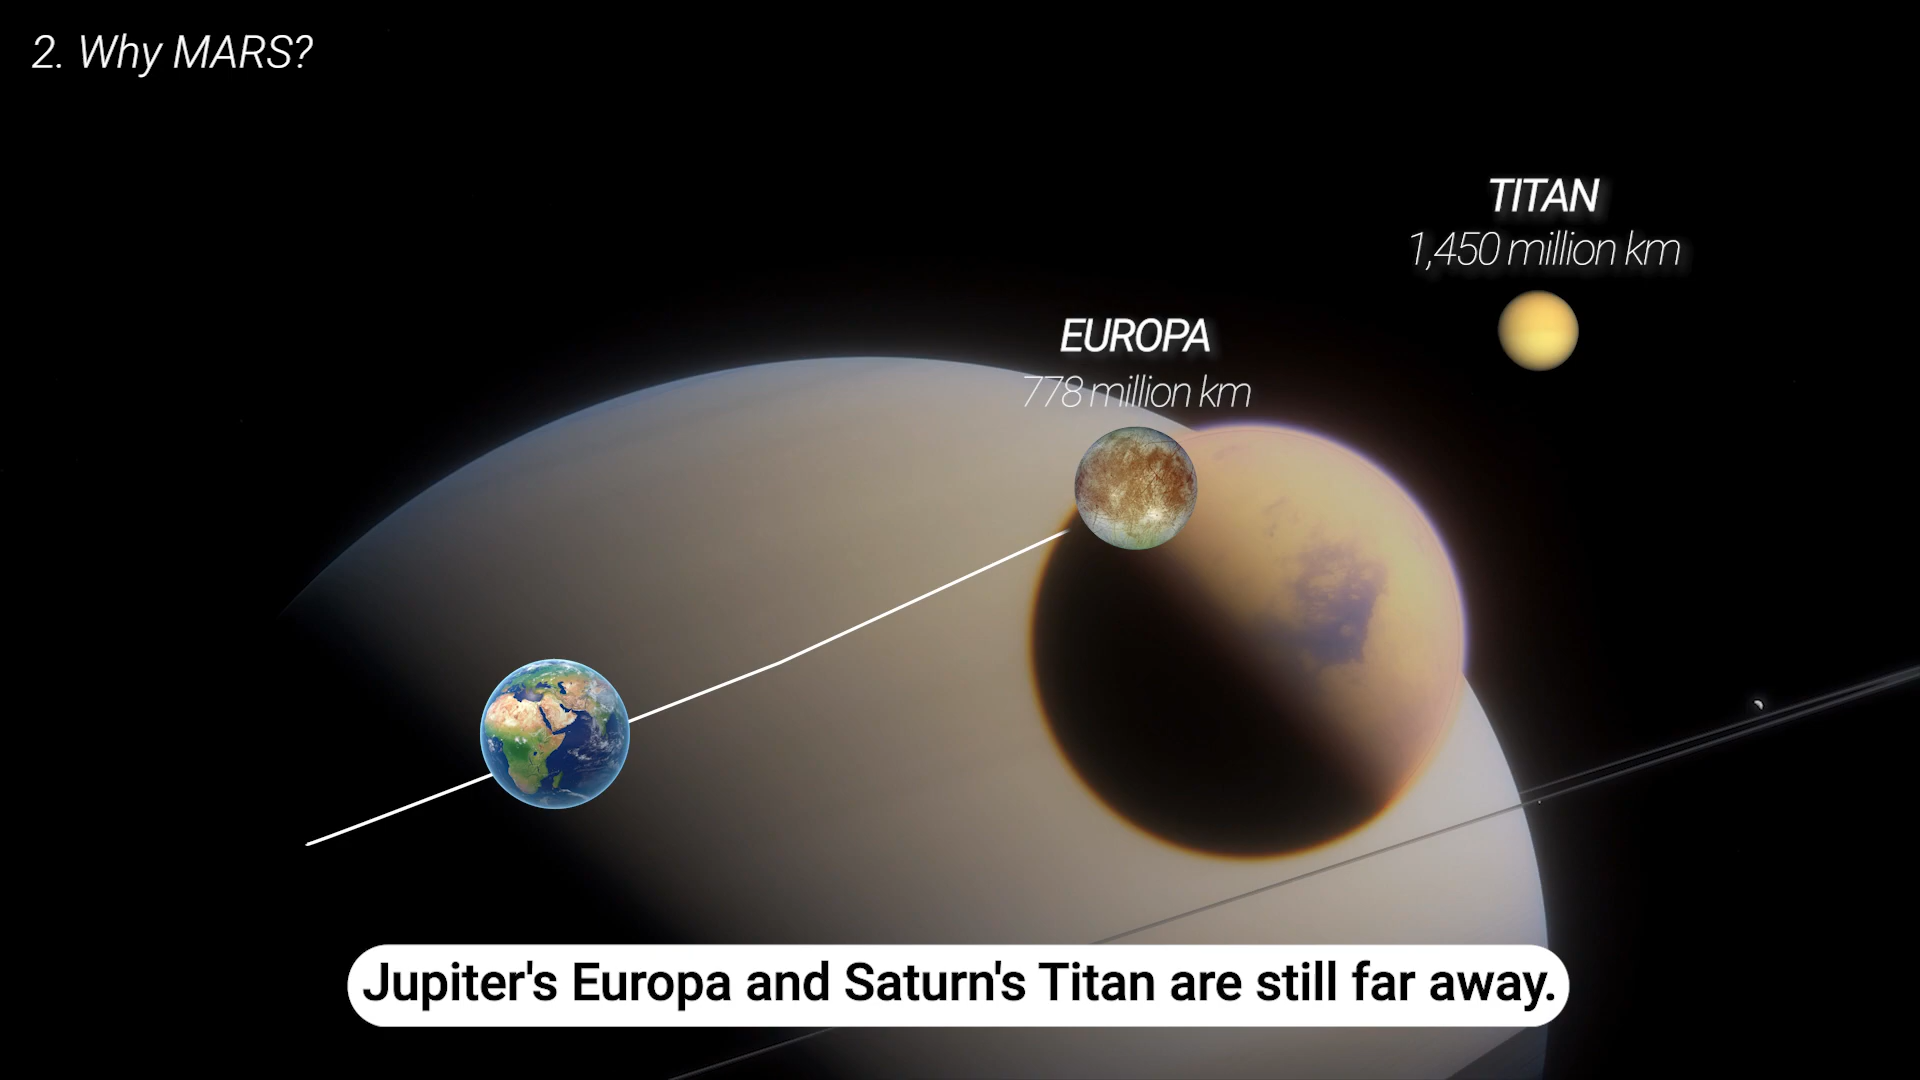 2. Why MARS?
TITAN
1,450 million km
EUROPA
778 million km
Jupiter's Europa and Saturn's Titan are still far away.